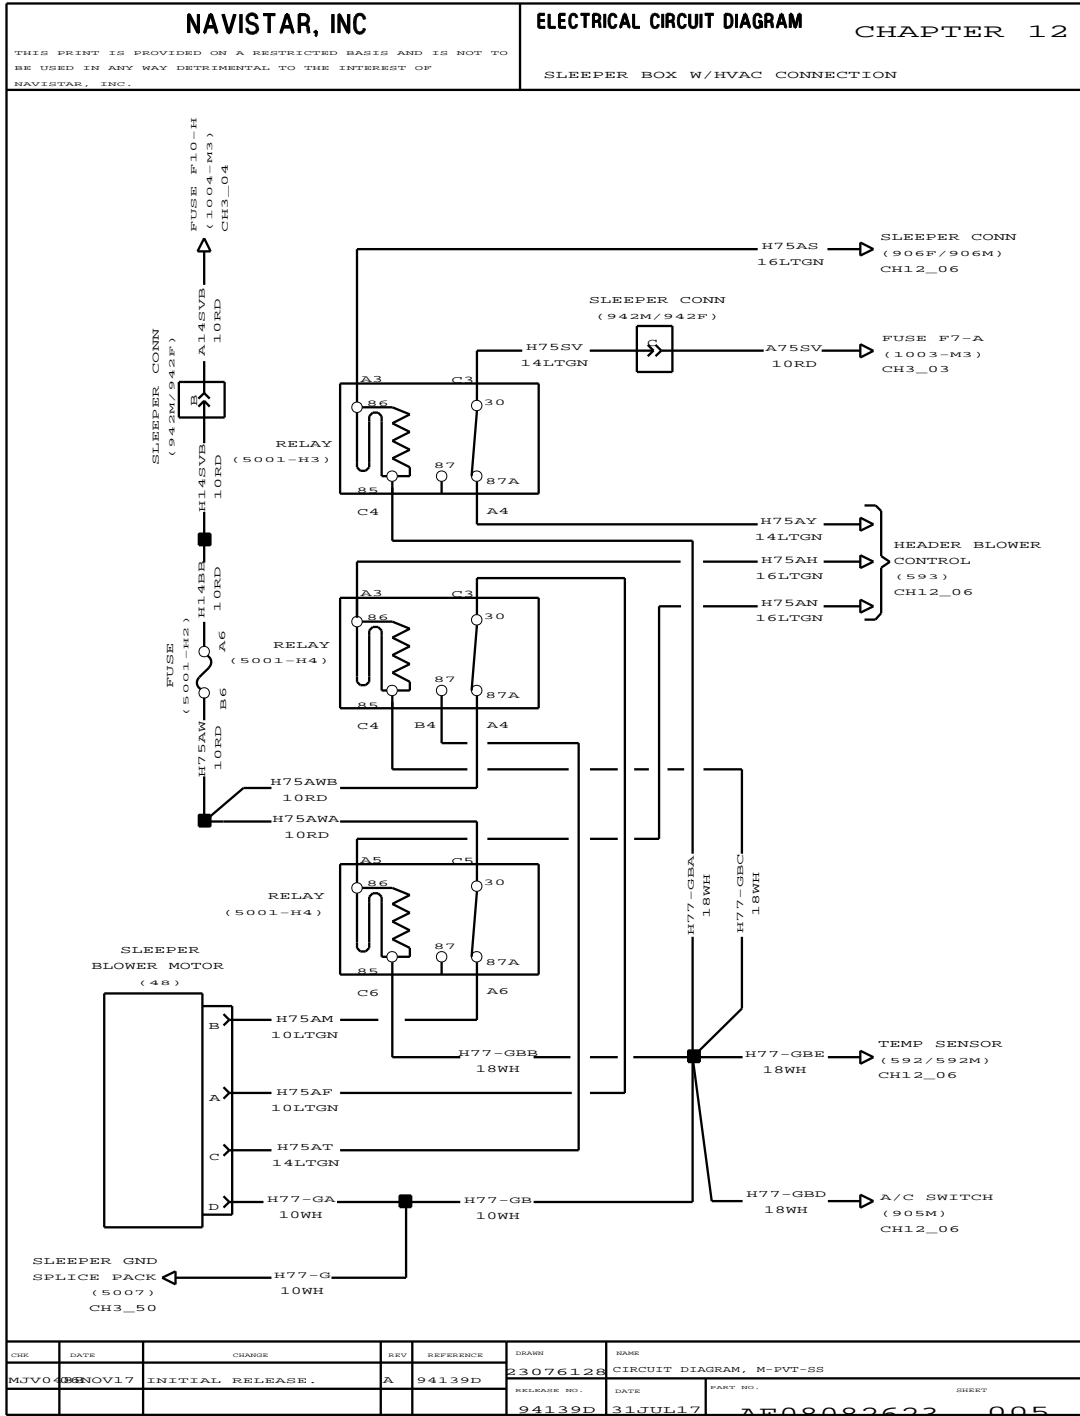 NAVISTAR, INC
THIS PRINT IS PROVIDED ON A RESTRICTED BASIS AND IS NOT TO
BE USED IN ANY WAY DETRIMENTAL TO THE INTEREST OF
NAVISTAR, INC.
ELECTRICAL CIRCUIT DIAGRAM
CHAPTER 12
SLEEPER BOX W/HVAC CONNECTION
FUSE F10-H
(1004-M3)
CH3_04
A14SVB
10RD
SLEEPER CONN
(942M/942F)
B
H14SVB
10RD
H14BB
10RD
FUSE
(5001-H2)
A6
B6
H75AW
10RD
H75AS
16LTGN
SLEEPER CONN
(906F/906M)
CH12_06
SLEEPER CONN
(942M/942F)
C
H75SV
14LTGN
A75SV
10RD
FUSE F7-A
(1003-M3)
CH3_03
A3
C3
86
30
RELAY
(5001-H3)
87
87A
85
C4
A4
H75AY
14LTGN
H75AH
16LTGN
H75AN
16LTGN
HEADER BLOWER
CONTROL
(593)
CH12_06
A3
C3
86
30
RELAY
(5001-H4)
87
87A
85
C4
B4
A4
H75AWB
10RD
H75AWA
10RD
A5
C5
86
30
RELAY
(5001-H4)
87
87A
85
C6
A6
H77-GBA
18WH
H77-GBC
18WH
SLEEPER
BLOWER MOTOR
(48)
B
H75AM
10LTGN
H77-GBB
18WH
H77-GBE
18WH
TEMP SENSOR
(592/592M)
CH12_06
A
H75AF
10LTGN
C
H75AT
14LTGN
D
H77-GA
10WH
H77-GB
10WH
H77-GBD
18WH
A/C SWITCH
(905M)
CH12_06
SLEEPER GND
SPLICE PACK
(5007)
CH3_50
H77-G
10WH
CHK
DATE
CHANGE
REV
REFERENCE
DRAWN
NAME
NOV17
INITIAL RELEASE.
A
94139D
23076128
CIRCUIT DIAGRAM, M-PVT-SS
RELEASE NO.
DATE
PART NO.
SHEET
94139D
31JUL17
005